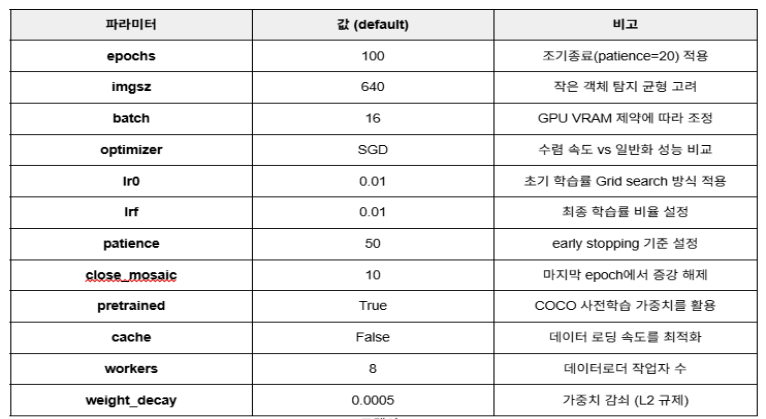 파라미터 값 (default) 비고
epochs 100 조기종료(patience=20) 적용
imgsz 640 작은 객체 탐지 균형 고려
batch 16 GPU VRAM 제약에 따라 조정
optimizer SGD 수렴 속도 vs 일반화 성능 비교
lr0 0.01 초기 학습률 Grid search 방식 적용
lrf 0.01 최종 학습률 비율 설정
patience 50 early stopping 기준 설정
close_mosaic 10 마지막 epoch에서 증강 해제
pretrained True COCO 사전학습 가중치를 활용
cache False 데이터 로딩 속도를 최적화
workers 8 데이터로더 작업자 수
weight_decay 0.0005 가중치 감쇠 (L2 규제)